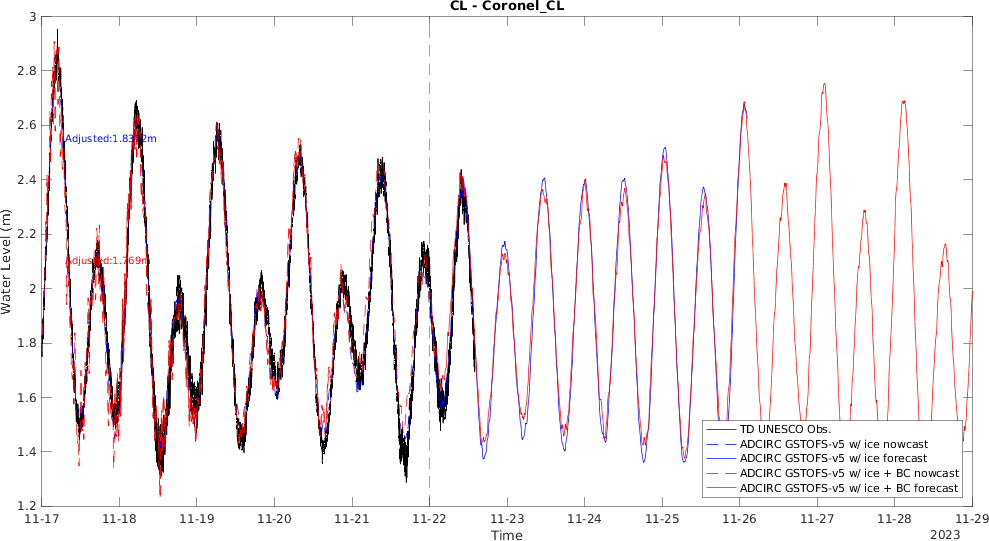 CL - Coronel_CL
3
2.8
2.6
2.4
2.2
2
1.8
1.6
1.4
1.2
Water Level (m)
Adjusted:1.8312m
Adjusted:1.769m
TD UNESCO Obs.
ADCIRC GSTOFS-v5 w/ ice nowcast
ADCIRC GSTOFS-v5 w/ ice forecast
ADCIRC GSTOFS-v5 w/ ice + BC nowcast
ADCIRC GSTOFS-v5 w/ ice + BC forecast
11-17 11-18 11-19 11-20 11-21 11-22 11-23 11-24 11-25 11-26 11-27 11-28 11-29
Time
2023